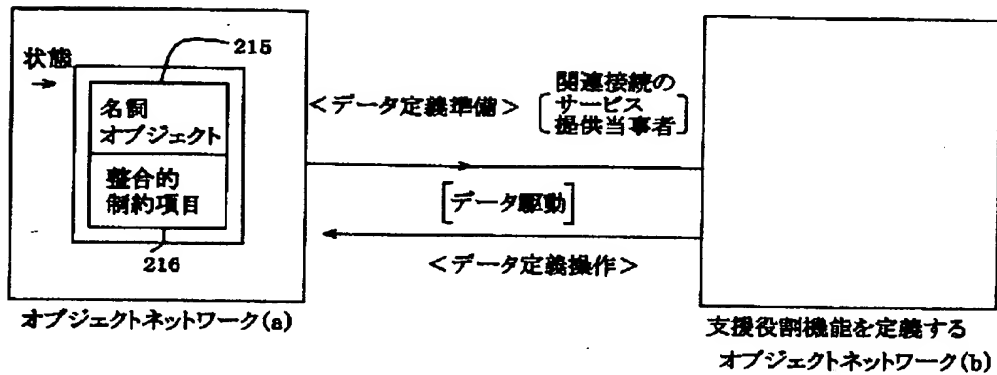 状態
215
名詞
オブジェクト
整合的
制約項目
216
オブジェクトネットワーク(a)
<データ定義準備>
関連接続の
サービス
提供当事者
[データ駆動]
<データ定義操作>
支援役割機能を定義する
オブジェクトネットワーク(b)